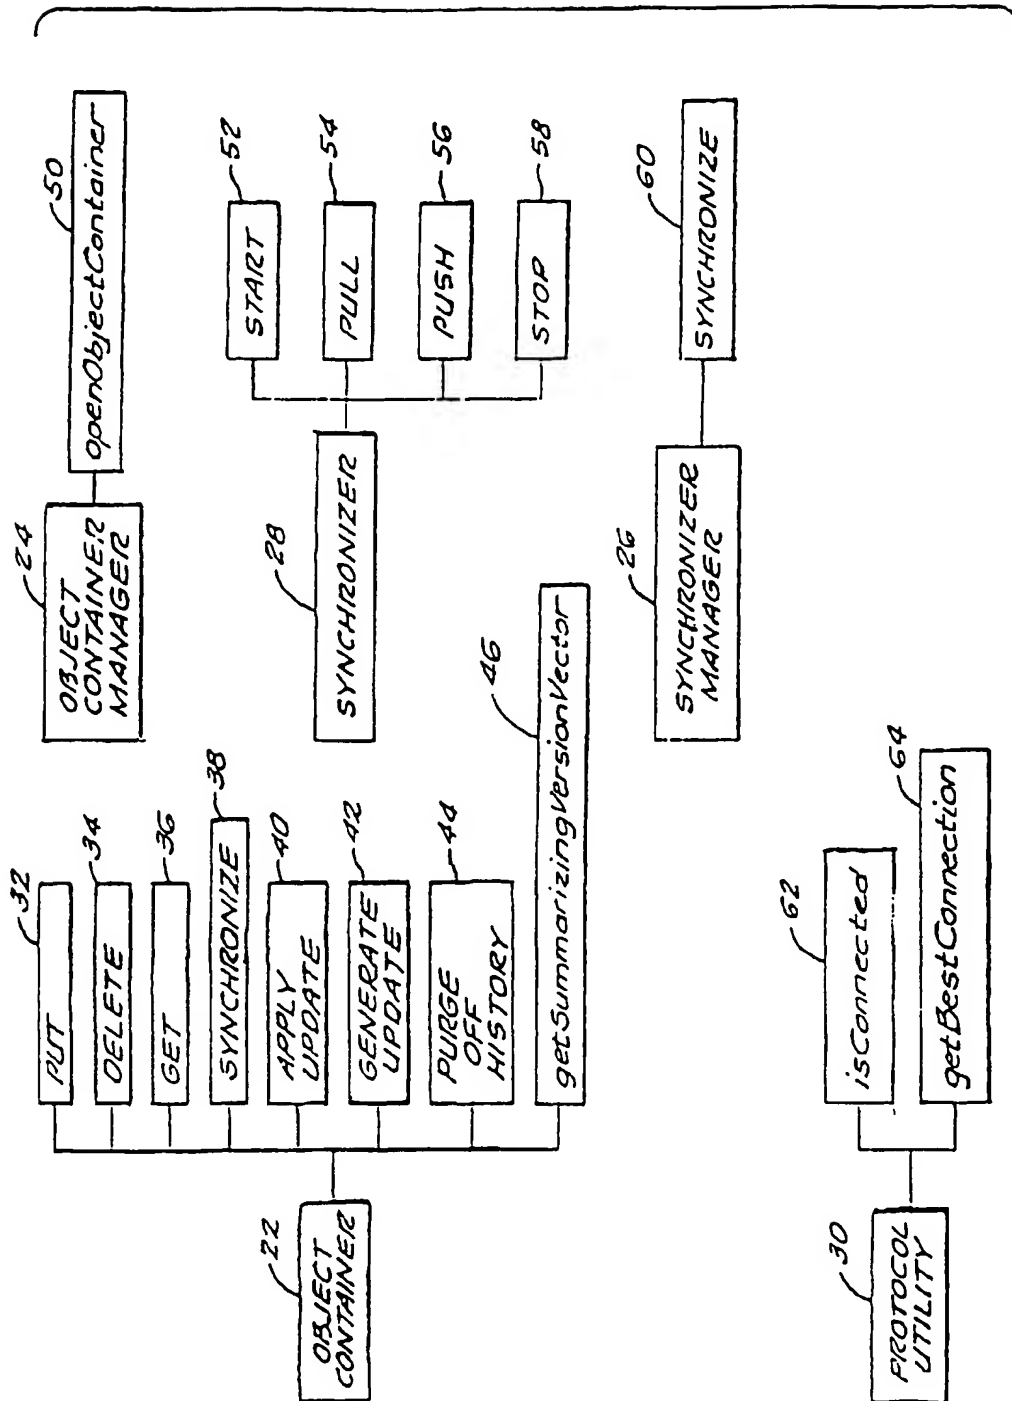 22
OBJECT
CONTAINER
32
PUT
34
DELETE
36
GET
38
SYNCHRONIZE
40
APPLY
UPDATE
42
GENERATE
UPDATE
44
PURGE
OFF
HISTORY
46
getSummarizingVersionVector
24
OBJECT
CONTAINER
MANAGER
50
openObjectContainer
28
SYNCHRONIZER
52
START
54
PULL
56
PUSH
58
STOP
26
SYNCHRONIZER
MANAGER
60
SYNCHRONIZE
30
PROTOCOL
UTILITY
62
isConnected
64
getBestConnection